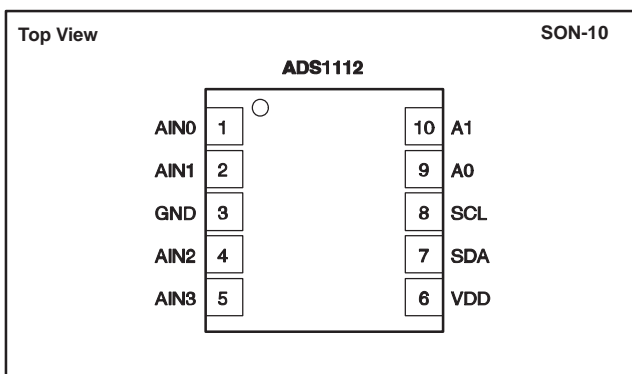 Top View SON-10
ADS1112
AIN0 1 10 A1
AIN1 2 9 A0
GND 3 8 SCL
AIN2 4 7 SDA
AIN3 5 6 VDD